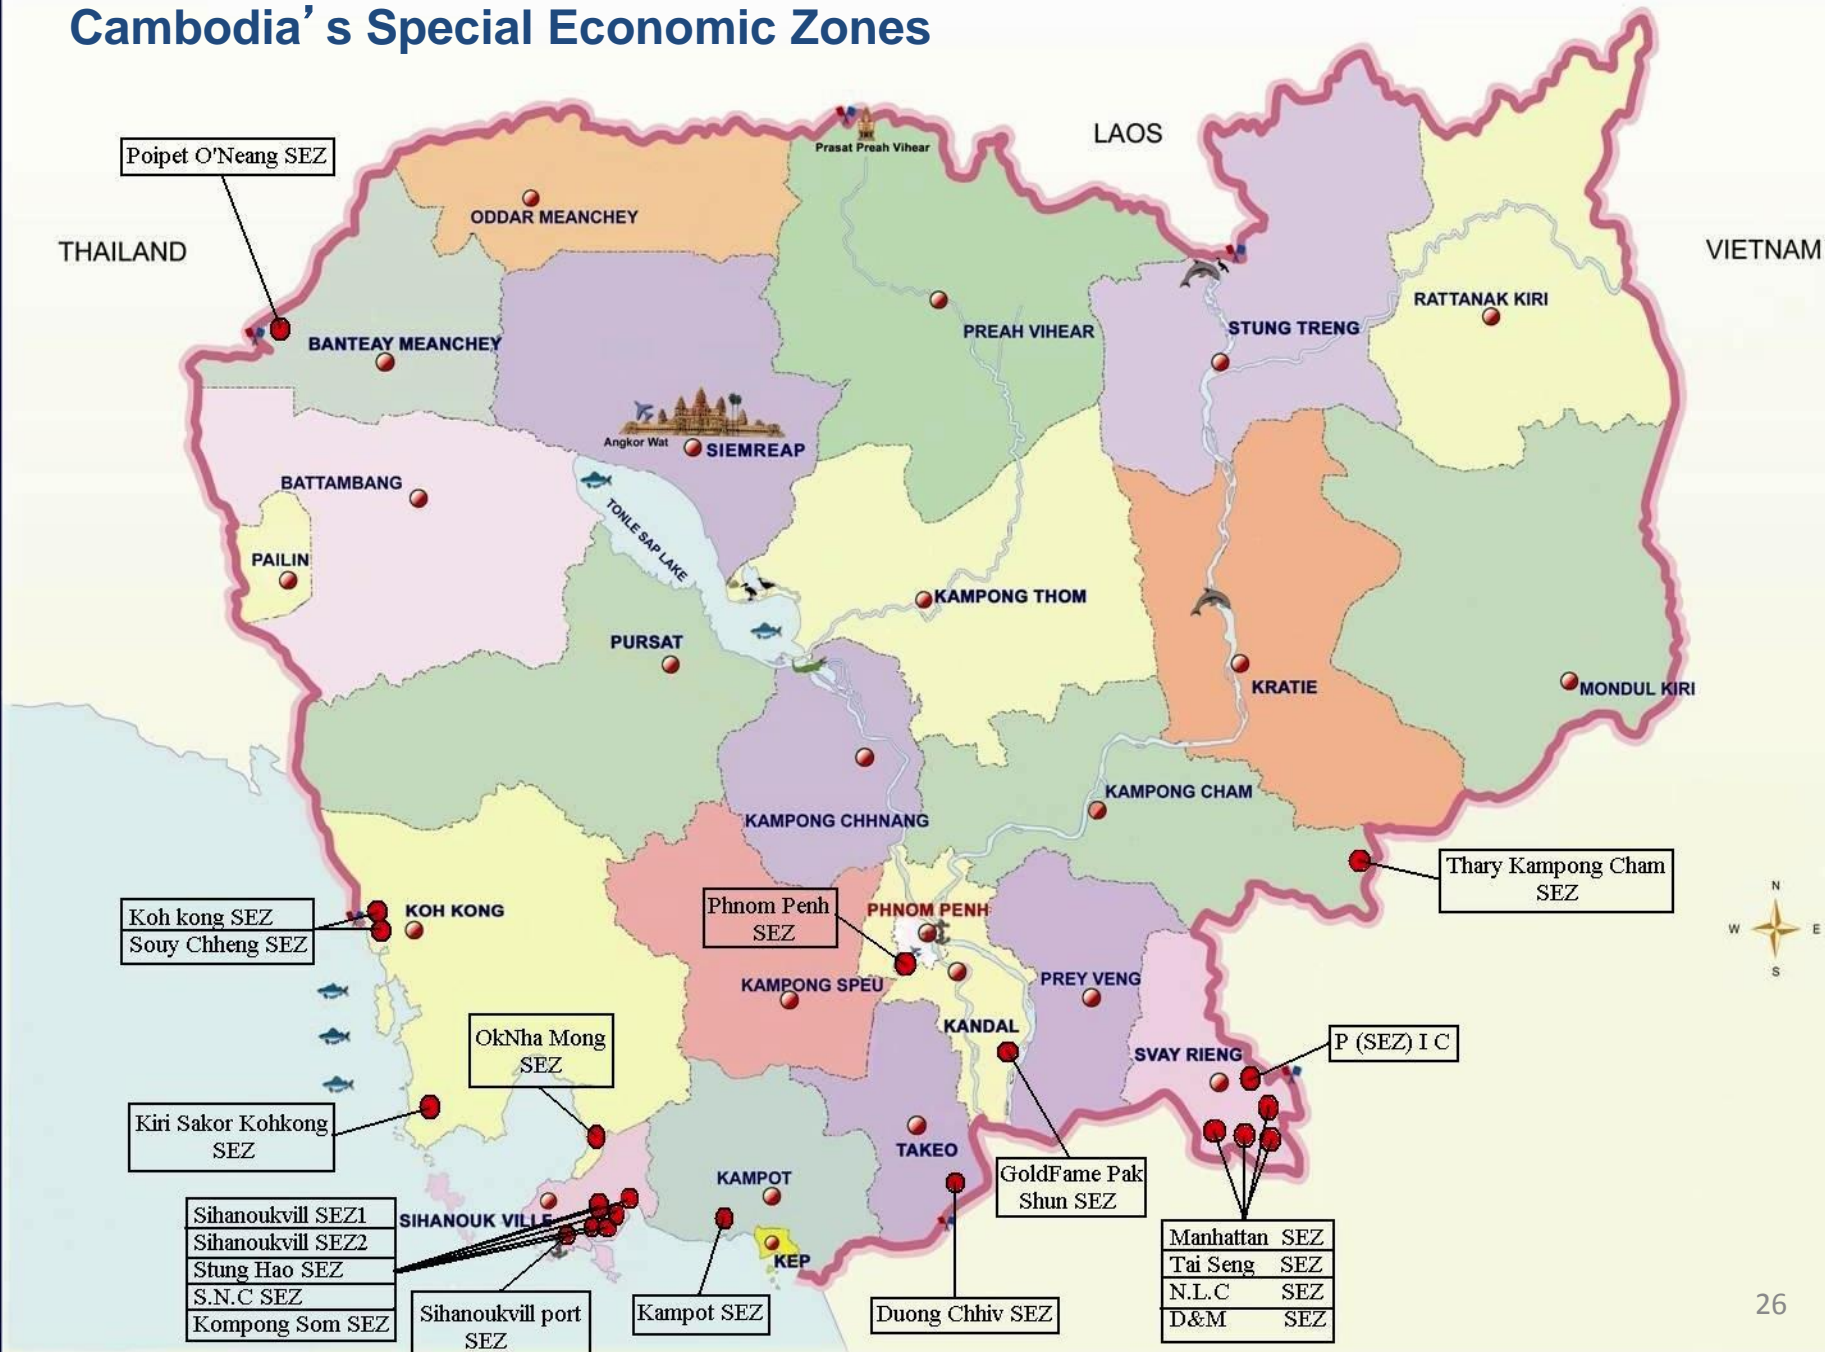 Cambodia’s Special Economic Zones
LAOS
Poipet O'Neang SEZ
Prasat Preah Vihear
ODDAR MEANCHEY
THAILAND
VIETNAM
RATTANAK KIRI
BANTEAY MEANCHEY
PREAH VIHEAR
STUNG TRENG
Angkor Wat
SIEMREAP
BATTAMBANG
TONLE SAP LAKE
PAILIN
KAMPONG THOM
PURSAT
KRATIE
MONDUL KIRI
KAMPONG CHAM
KAMPONG CHHNANG
Thary Kampong Cham
SEZ
N
W
E
S
Koh kong SEZ
Souy Chheng SEZ
KOH KONG
Phnom Penh
SEZ
PHNOM PENH
KAMPONG SPEU
PREY VENG
KANDAL
OkNha Mong
SEZ
SVAY RIENG
P (SEZ) I C
Kiri Sakor Kohkong
SEZ
TAKEO
KAMPOT
GoldFame Pak
Shun SEZ
SIHANOUK VILLE
Sihanoukvill SEZ1
Sihanoukvill SEZ2
Stung Hao SEZ
S.N.C SEZ
Kompong Som SEZ
KEP
Manhattan SEZ
Tai Seng SEZ
N.L.C SEZ
D&M SEZ
Sihanoukvill port
SEZ
Kampot SEZ
Duong Chhiv SEZ
26